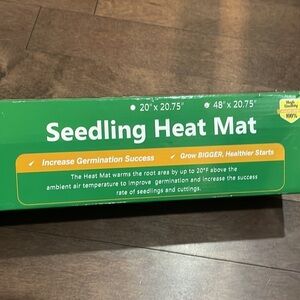 20"x 20.75" 48"x 20.75"
Seedling Heat Mat
Increase Germination Success Grow BIGGER, Healthier Starts
The Heat Mat warms the root area by up to 20°F above the
ambient air temperature to improve germination and increase the success
rate of seedlings and cuttings.
100%